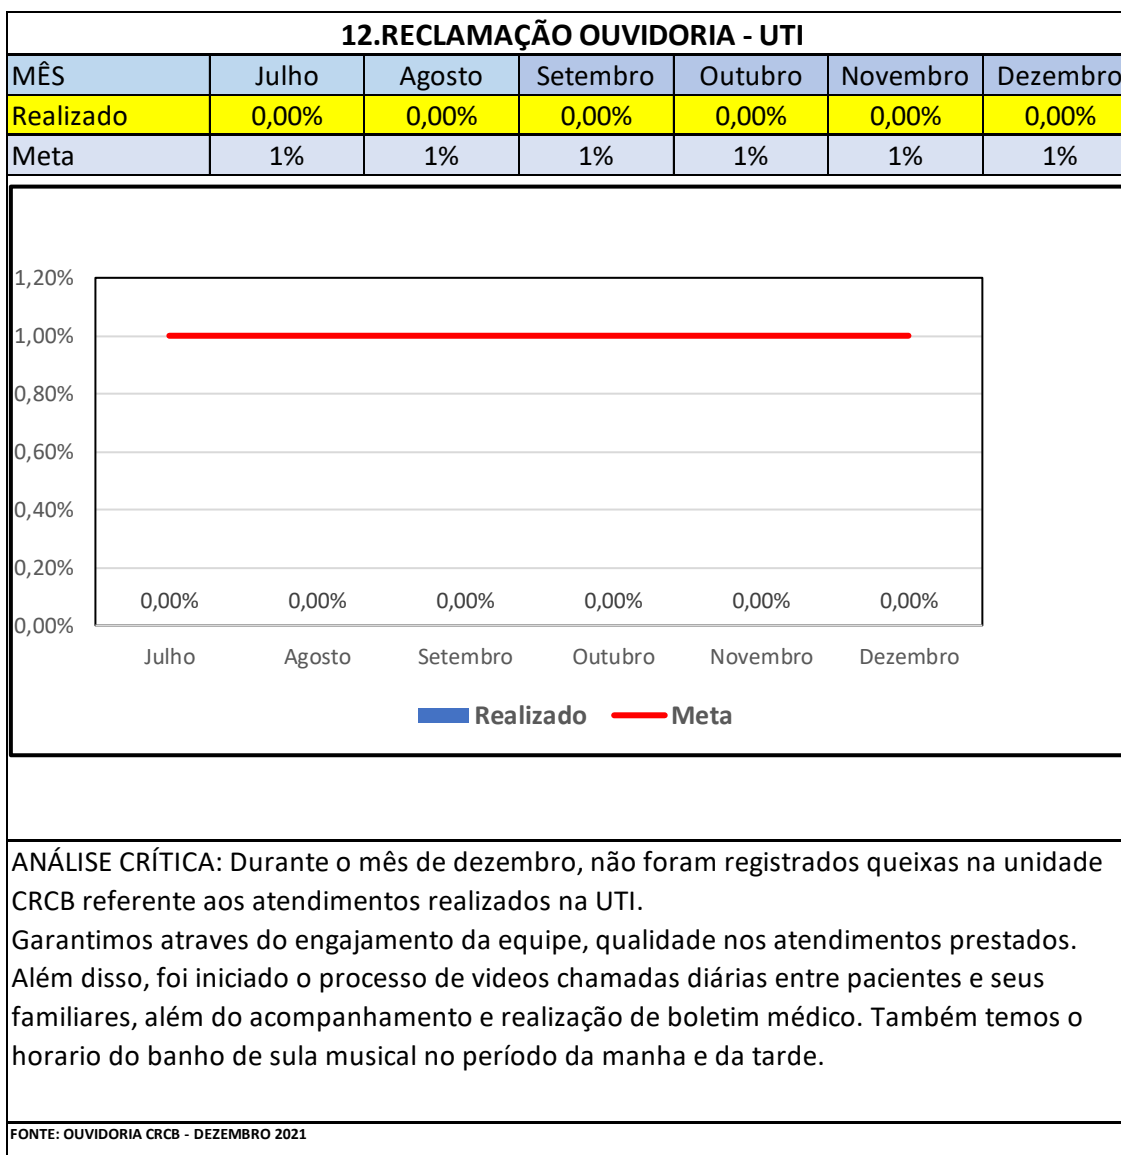 12.RECLAMAÇÃO OUVIDORIA - UTI
MÊS Julho Agosto Setembro Outubro Novembro Dezembro
Realizado 0,00% 0,00% 0,00% 0,00% 0,00% 0,00%
Meta 1% 1% 1% 1% 1% 1%
1,20%
1,00%
0,80%
0,60%
0,40%
0,20%
0,00% 0,00% 0,00% 0,00% 0,00% 0,00%
0,00%
Julho Agosto Setembro Outubro Novembro Dezembro
Realizado Meta
ANÁLISE CRÍTICA: Durante o mês de dezembro, não foram registrados queixas na unidade
CRCB referente aos atendimentos realizados na UTI.
Garantimos atraves do engajamento da equipe, qualidade nos atendimentos prestados.
Além disso, foi iniciado o processo de videos chamadas diárias entre pacientes e seus
familiares, além do acompanhamento e realização de boletim médico. Também temos o
horario do banho de sula musical no período da manha e da tarde.
FONTE: OUVIDORIA CRCB - DEZEMBRO 2021